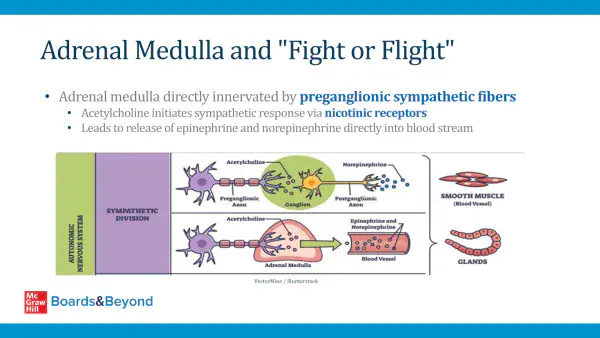 Adrenal Medulla and "Fight or Flight"
• Adrenal medulla directly innervated by preganglionic sympathetic fibers
• Acetylcholine initiates sympathetic response via nicotinic receptors
• Leads to release of epinephrine and norepinephrine directly into blood stream
AUTONOMIC
NERVOUS SYSTEM
SYMPATHETIC
DIVISION
Acetylcholine
Norepinephrine
Preganglionic
Axon
Ganglion
Postganglionic
Axon
Acetylcholine
Adrenal Medulla
Epinephrine and
Norepinephrine
Blood Vessel
SMOOTH MUSCLE
(Blood Vessel)
GLANDS
VectorMine / Shutterstock
Mc
Graw
Hill
Boards&Beyond